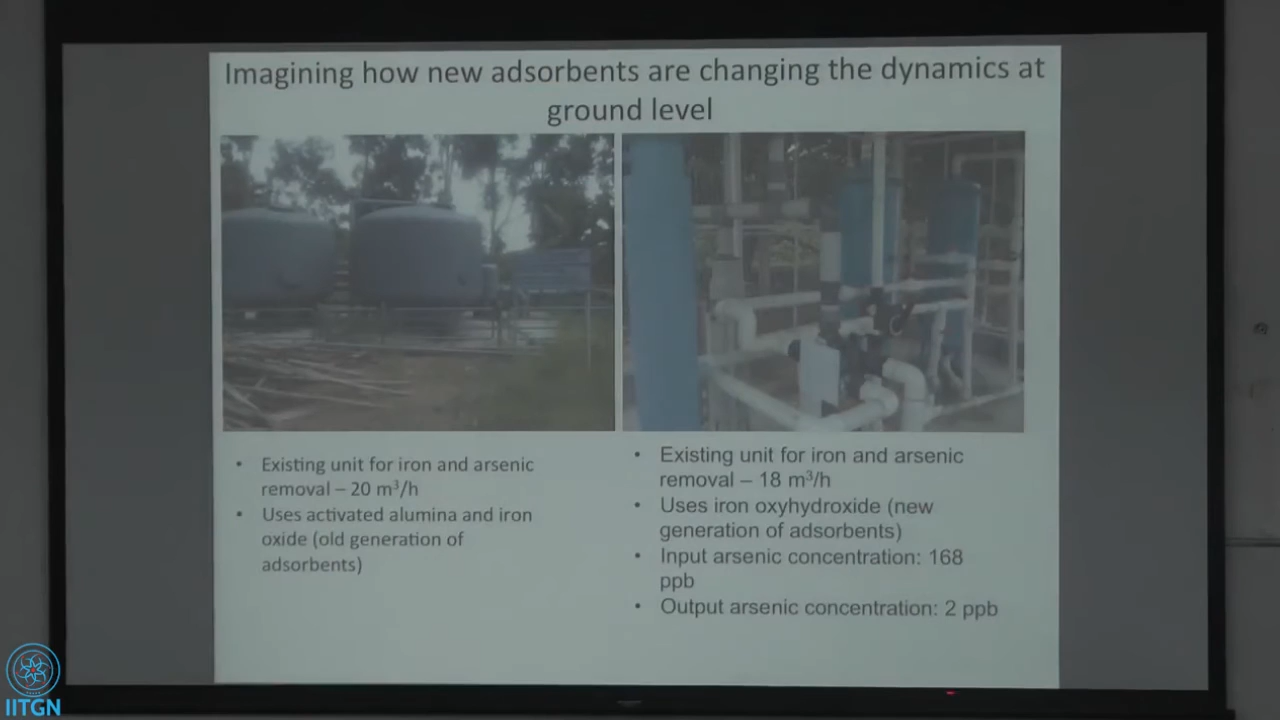 Imagining how new adsorbents are changing the dynamics at
ground level
• Existing unit for iron and arsenic
removal – 20 m³/h
• Uses activated alumina and iron
oxide (old generation of
adsorbents)
• Existing unit for iron and arsenic
removal – 18 m³/h
• Uses iron oxyhydroxide (new
generation of adsorbents)
• Input arsenic concentration: 168
ppb
• Output arsenic concentration: 2 ppb
IITGN